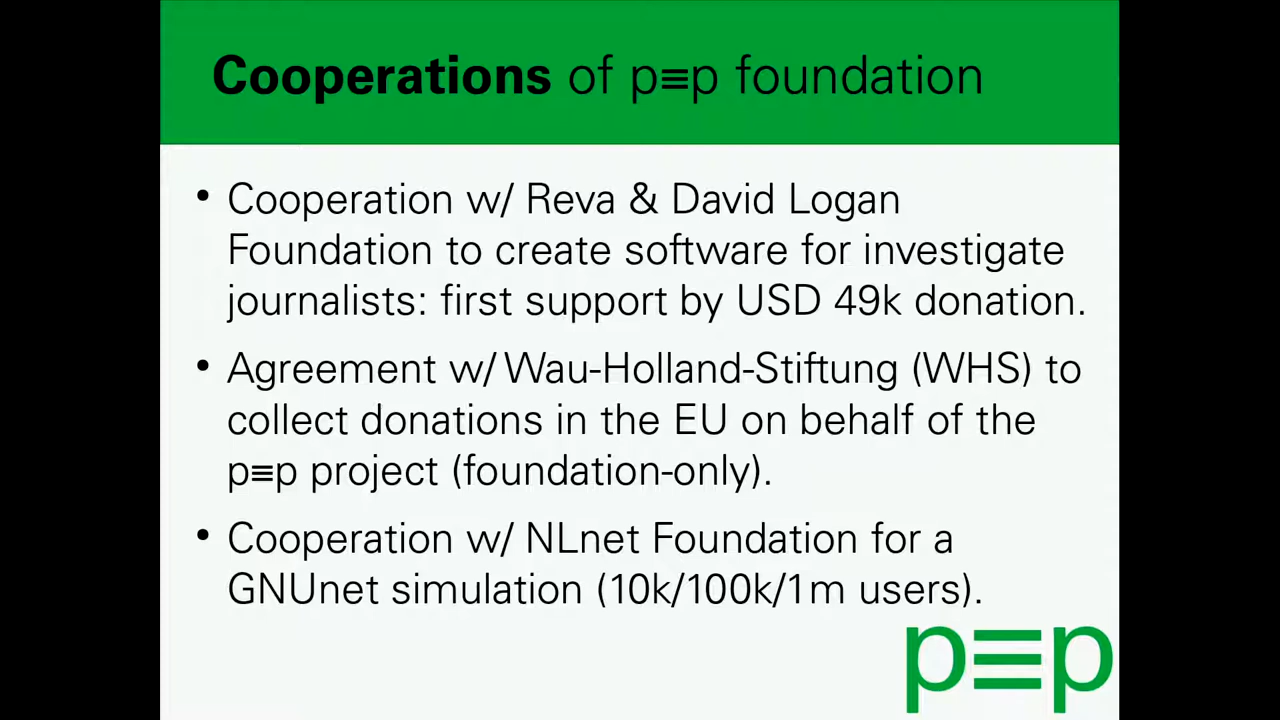 Cooperations of p≡p foundation
• Cooperation w/ Reva & David Logan
Foundation to create software for investigate
journalists: first support by USD 49k donation.
• Agreement w/ Wau-Holland-Stiftung (WHS) to
collect donations in the EU on behalf of the
p≡p project (foundation-only).
• Cooperation w/ NLnet Foundation for a
GNUnet simulation (10k/100k/1m users).
p≡p